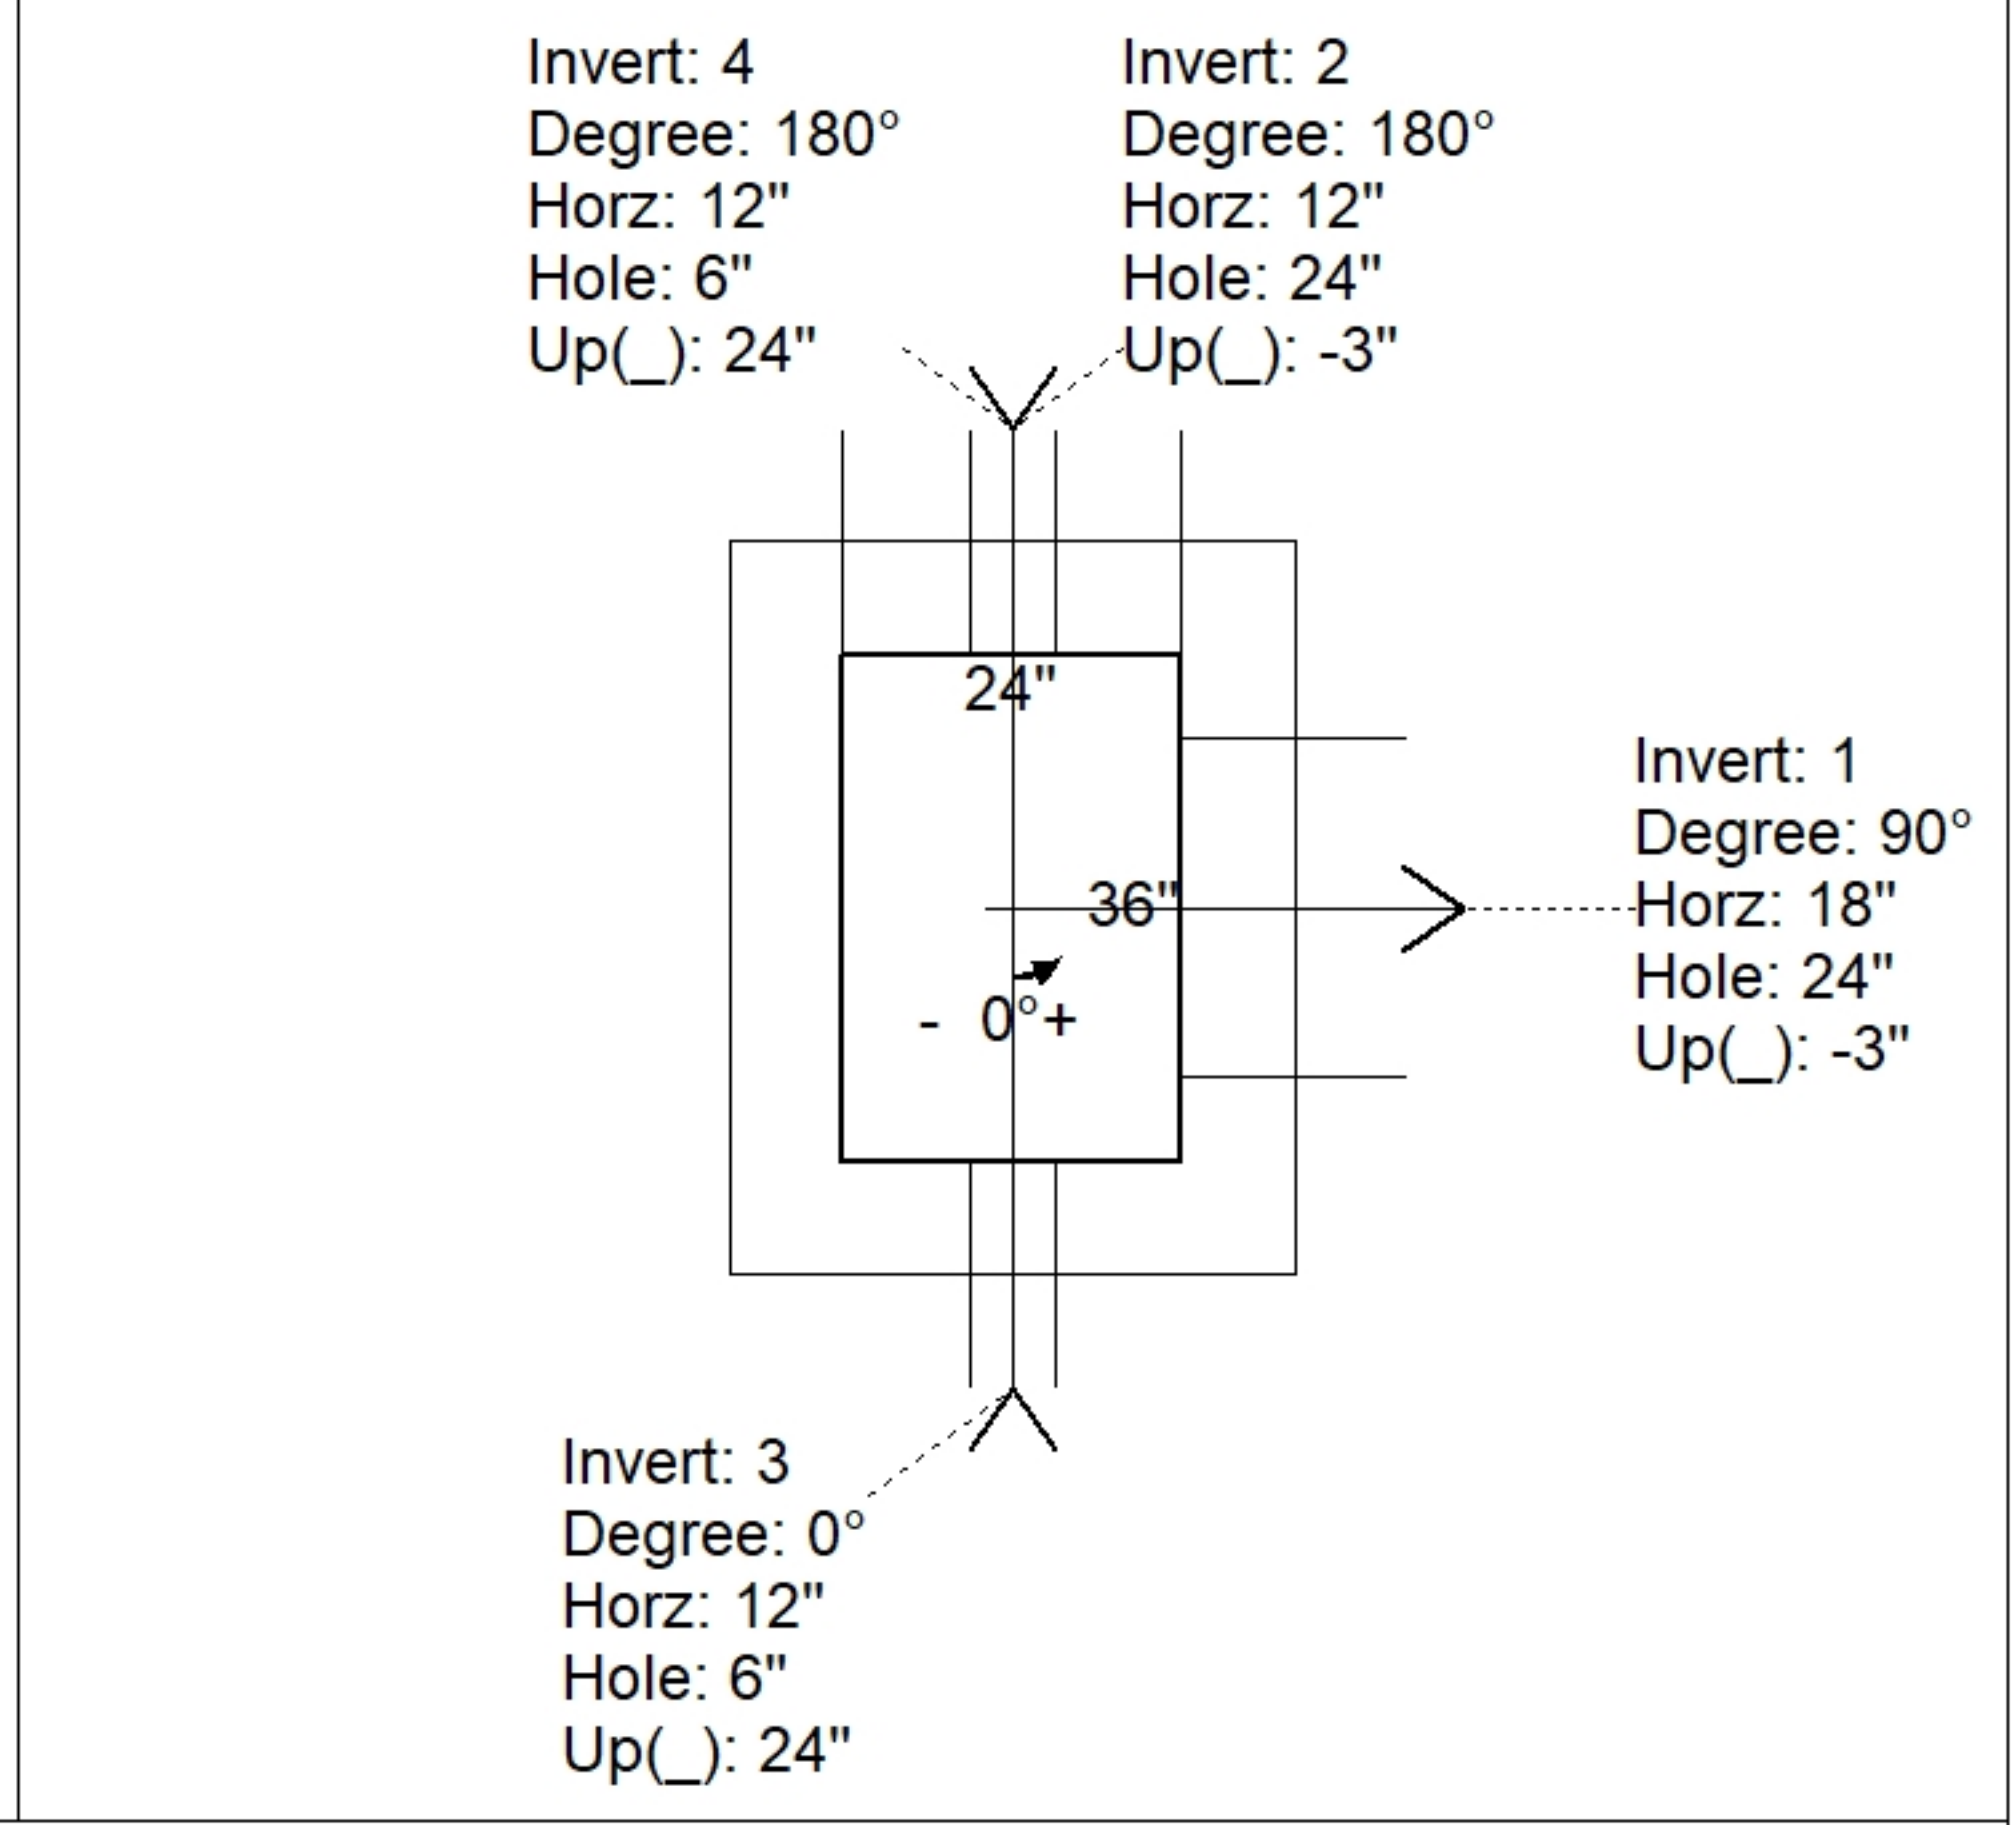 Invert: 4
Degree: 180°
Horz: 12"
Hole: 6"
Up(_): 24"
Invert: 2
Degree: 180°
Horz: 12"
Hole: 24"
Up(_): -3"
24"
36"
- 0°+
Invert: 1
Degree: 90°
Horz: 18"
Hole: 24"
Up(_): -3"
Invert: 3
Degree: 0°
Horz: 12"
Hole: 6"
Up(_): 24"